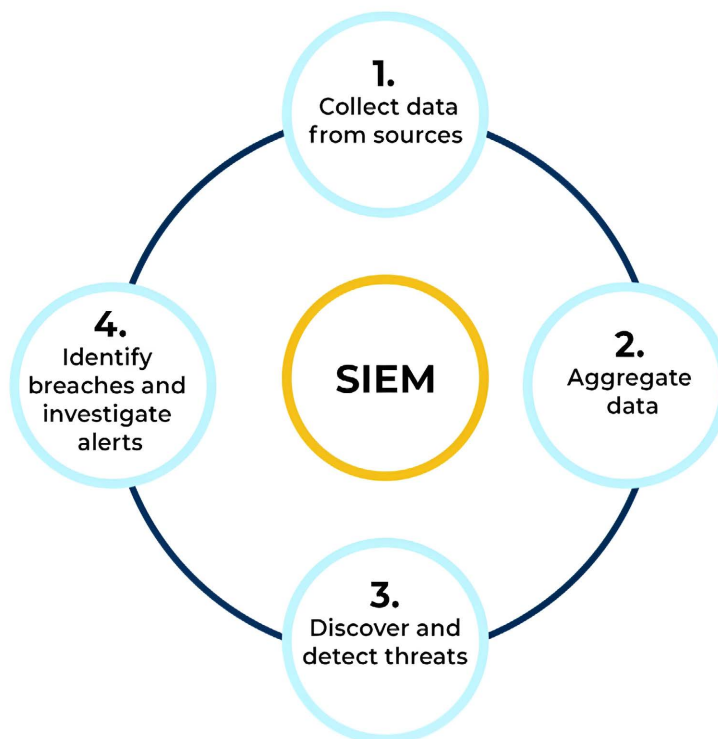 1.
Collect data
from sources
2.
Aggregate
data
3.
Discover and
detect threats
4.
Identify
breaches and
investigate
alerts
SIEM